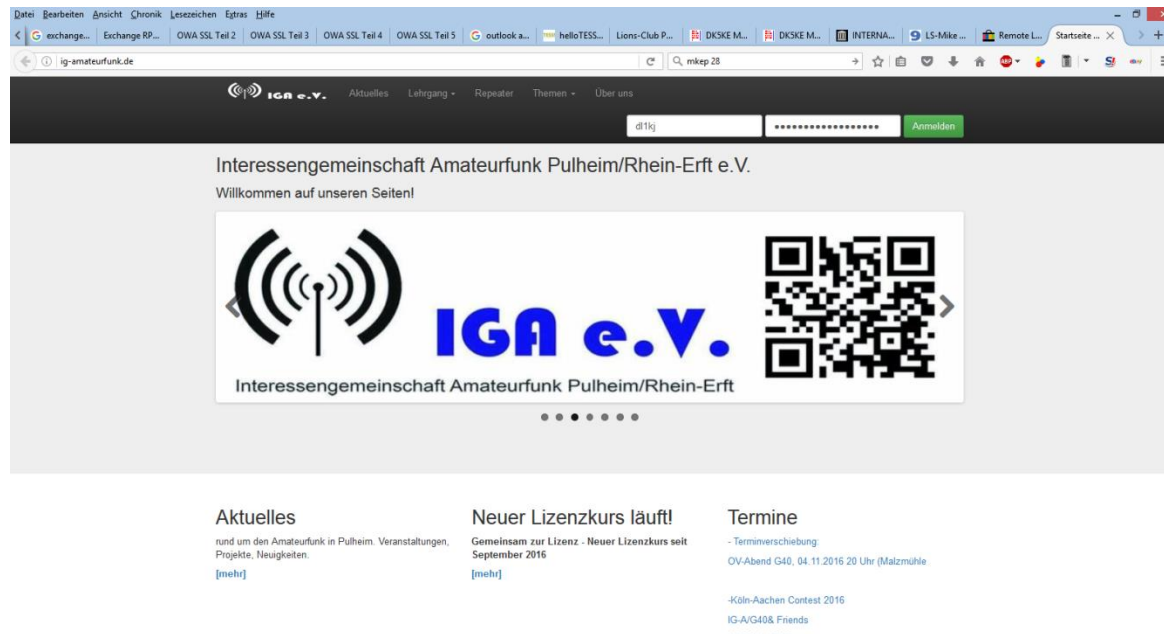 Datei Bearbeiten Ansicht Chronik Lesezeichen Extras Hilfe
exchange... Exchange RP... OWA SSL Teil 2 OWA SSL Teil 3 OWA SSL Teil 4 OWA SSL Teil 5 outlook a... helloTESS... Lions-Club P... DK5KE M... DK5KE M... INTERNA... LS-Mike ... Remote L... Startseite ...
ig-amateurfunk.de mkep 28
IGA e.V. Aktuelles Lehrgang Repeater Themen Über uns
dl1kj Anmelden
Interessengemeinschaft Amateurfunk Pulheim/Rhein-Erft e.V.
Willkommen auf unseren Seiten!
IGA e.V.
Interessengemeinschaft Amateurfunk Pulheim/Rhein-Erft
Aktuelles
rund um den Amateurfunk in Pulheim. Veranstaltungen,
Projekte, Neuigkeiten.
[mehr]
Neuer Lizenzkurs läuft!
Gemeinsam zur Lizenz - Neuer Lizenzkurs seit
September 2016
[mehr]
Termine
- Terminverschiebung:
OV-Abend G40, 04.11.2016 20 Uhr (Malzmühle
-Köln-Aachen Contest 2016
IG-A/G40& Friends